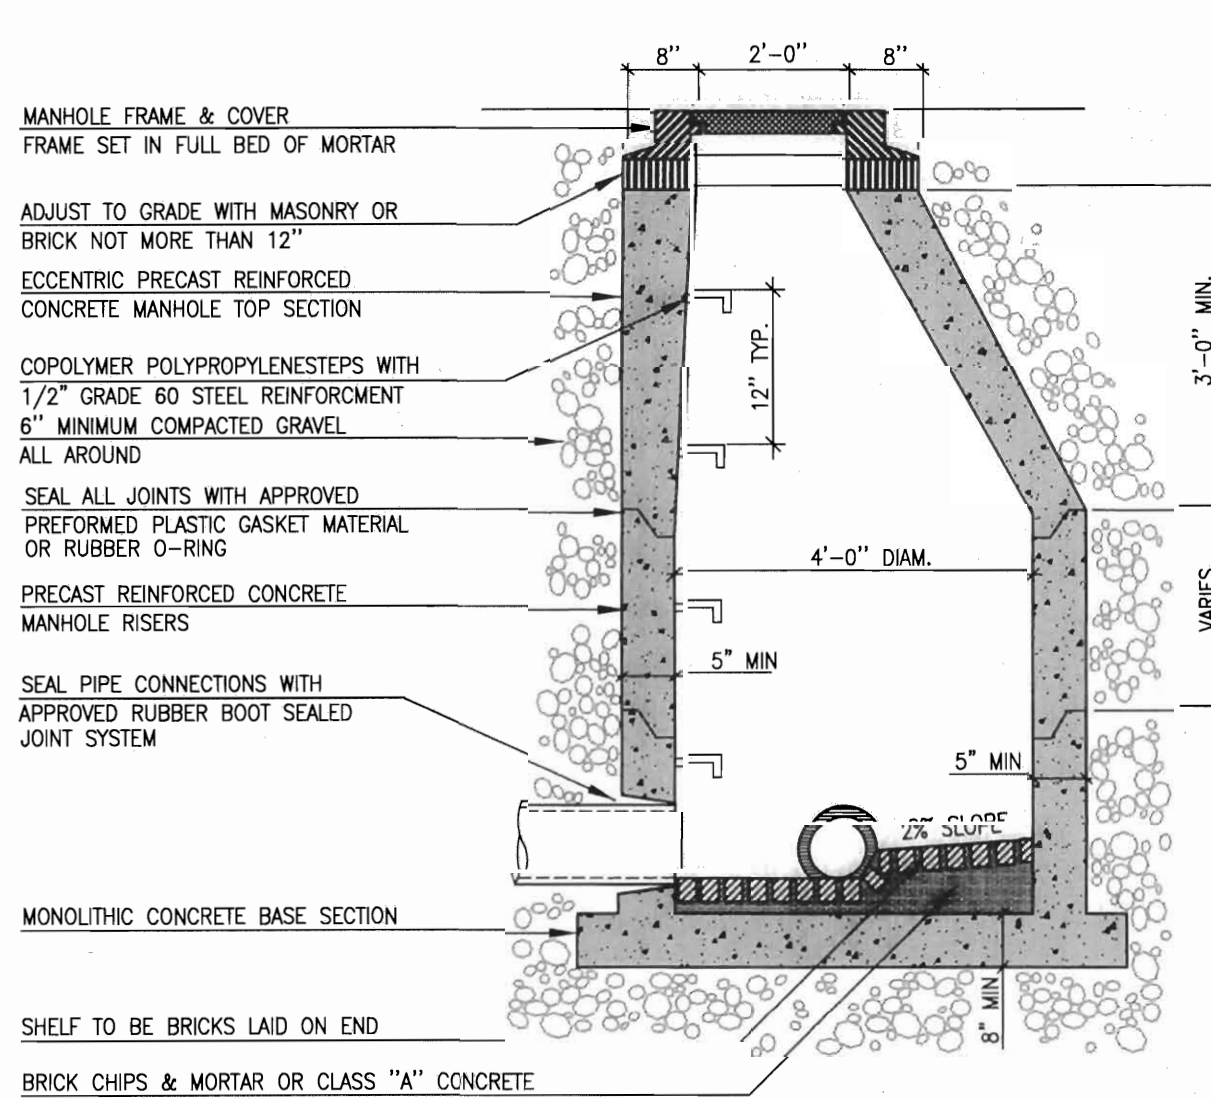 8" 2'-0" 8"
MANHOLE FRAME & COVER
FRAME SET IN FULL BED OF MORTAR
ADJUST TO GRADE WITH MASONRY OR
BRICK NOT MORE THAN 12"
ECCENTRIC PRECAST REINFORCED
CONCRETE MANHOLE TOP SECTION
COPOLYMER POLYPROPYLENESTEPS WITH
1/2" GRADE 60 STEEL REINFORCMENT
6" MINIMUM COMPACTED GRAVEL
ALL AROUND
SEAL ALL JOINTS WITH APPROVED
PREFORMED PLASTIC GASKET MATERIAL
OR RUBBER O-RING
PRECAST REINFORCED CONCRETE
MANHOLE RISERS
SEAL PIPE CONNECTIONS WITH
APPROVED RUBBER BOOT SEALED
JOINT SYSTEM
MONOLITHIC CONCRETE BASE SECTION
SHELF TO BE BRICKS LAID ON END
BRICK CHIPS & MORTAR OR CLASS "A" CONCRETE
12" TYP.
4'-0" DIAM.
5" MIN
5" MIN
2% SLOPE
8" MIN
3'-0" MIN.
VARIES